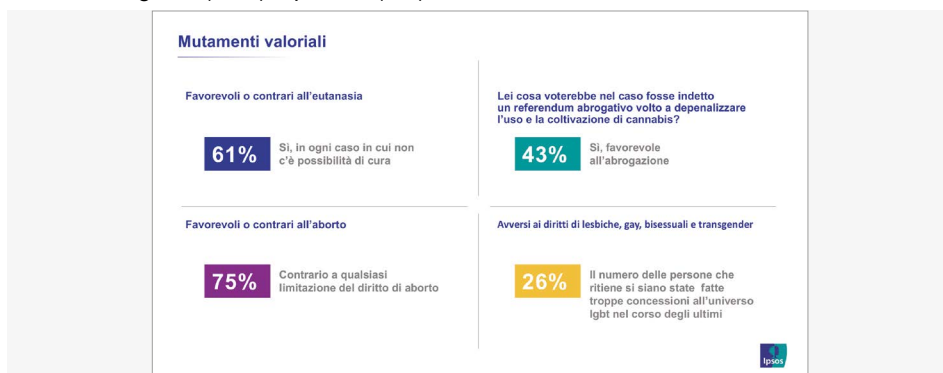 Mutamenti valoriali
Favorevoli o contrari all'eutanasia
61%
Sì, in ogni caso in cui non
c'è possibilità di cura
Lei cosa voterebbe nel caso fosse indetto
un referendum abrogativo volto a depenalizzare
l'uso e la coltivazione di cannabis?
43%
Sì, favorevole
all'abrogazione
Favorevoli o contrari all'aborto
75%
Contrario a qualsiasi
limitazione del diritto di aborto
Avversi ai diritti di lesbiche, gay, bisessuali e transgender
26%
Il numero delle persone che
ritiene si siano state fatte
troppe concessioni all'universo
lgbt nel corso degli ultimi
Ipsos